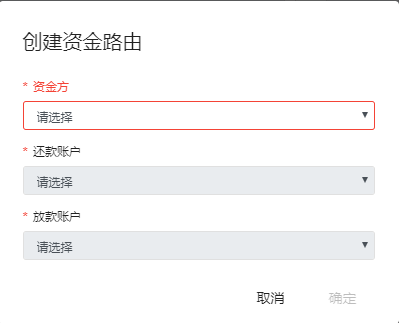 创建资金路由
* 资金方
请选择
* 还款账户
请选择
* 放款账户
请选择
取消 确定